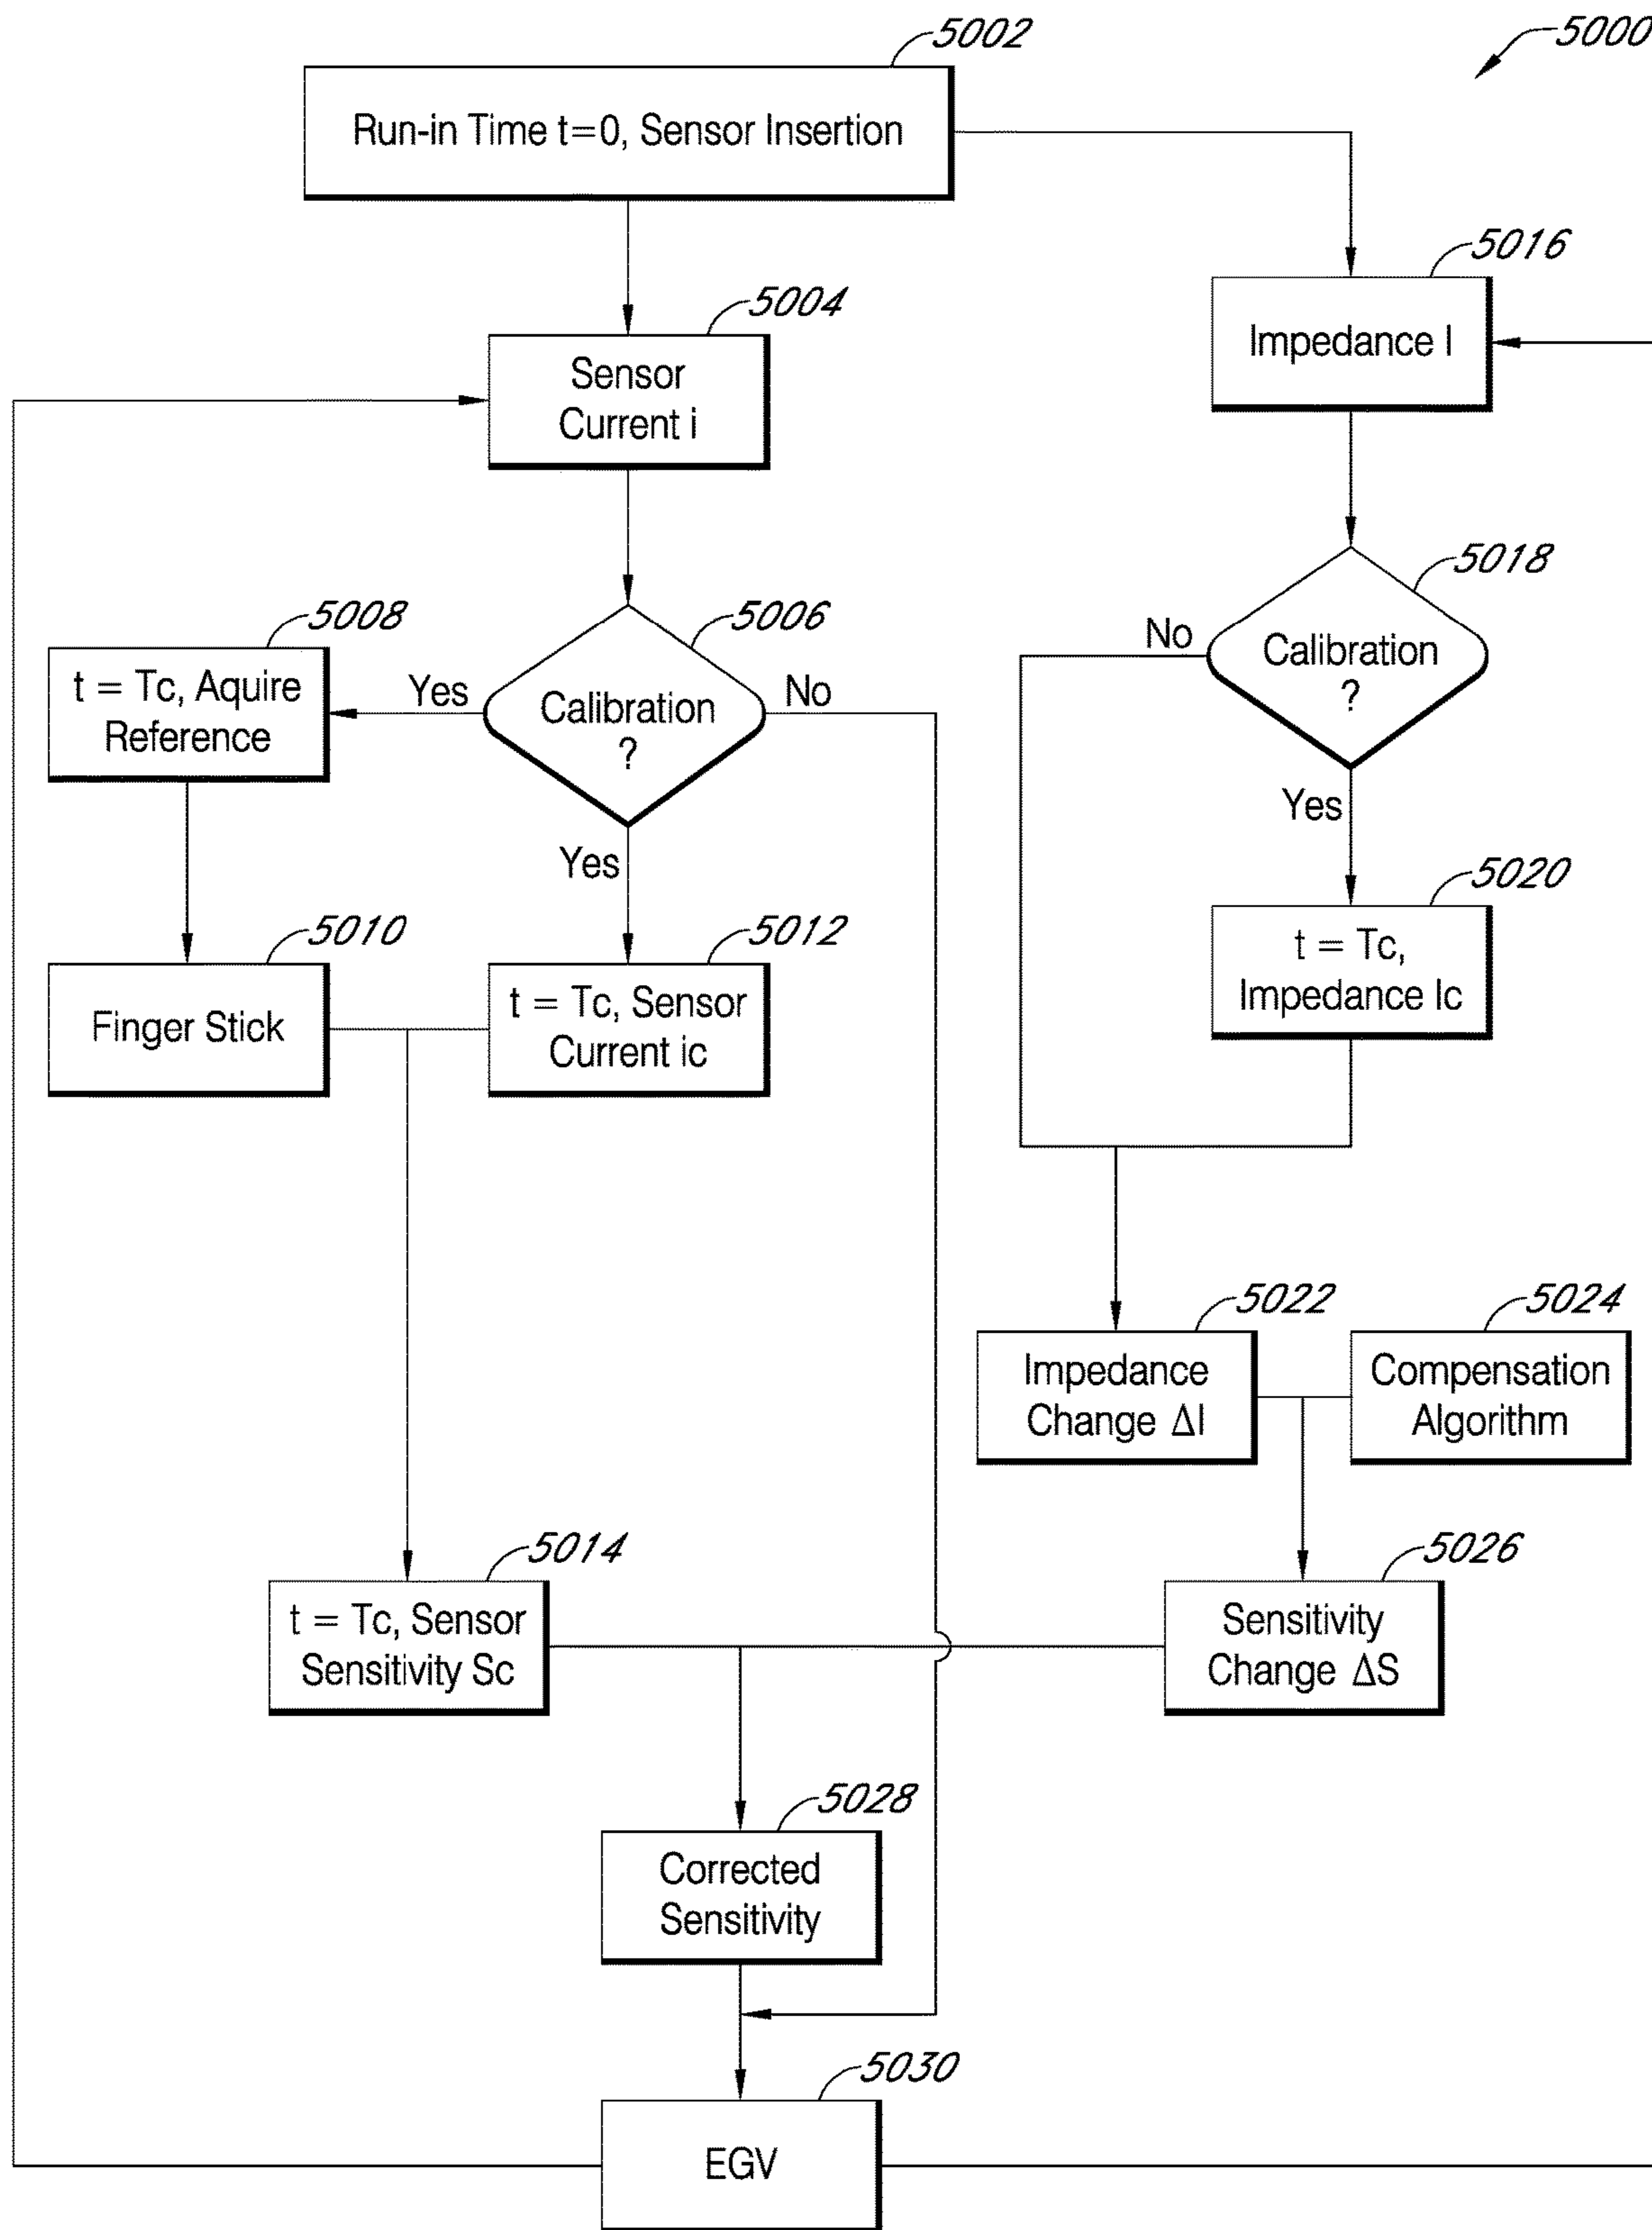 5002
5000
Run-in Time t=0, Sensor Insertion
5016
Impedance I
5004
Sensor
Current i
5018
No
Calibration
?
Yes
5006
Calibration
?
Yes
No
Yes
5008
t = Tc, Aquire
Reference
5010
Finger Stick
5012
t = Tc, Sensor
Current ic
5020
t = Tc,
Impedance Ic
5022
Impedance
Change ΔI
5024
Compensation
Algorithm
5014
t = Tc, Sensor
Sensitivity Sc
5026
Sensitivity
Change ΔS
5028
Corrected
Sensitivity
5030
EGV